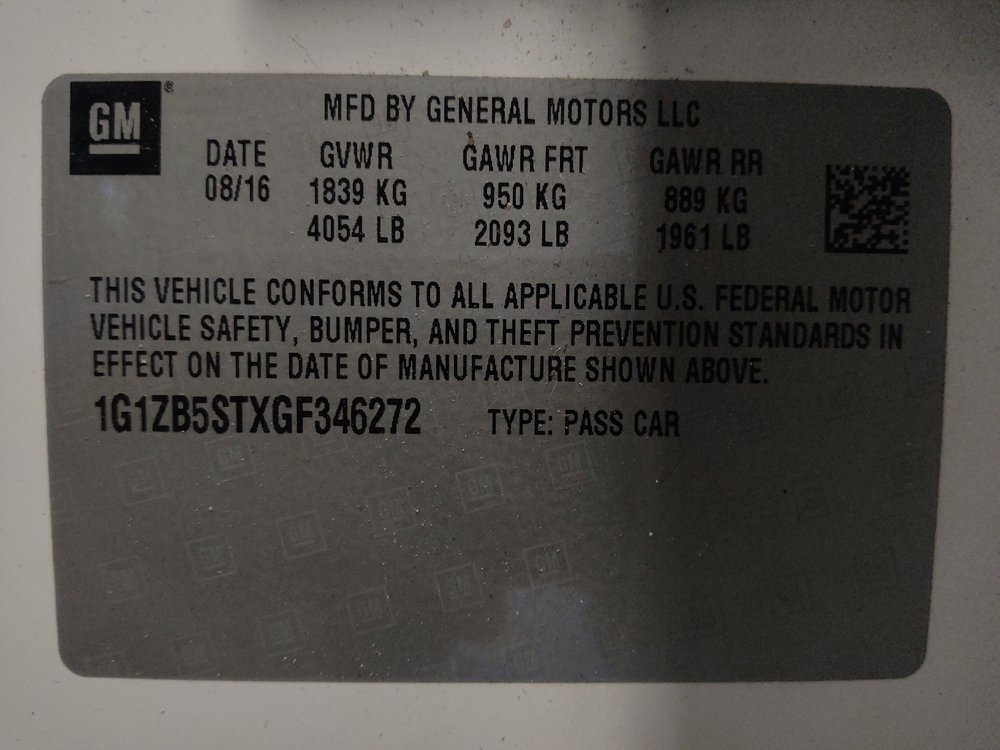 GM ®
MFD BY GENERAL MOTORS LLC
DATE GVWR GAWR FRT GAWR RR
08/16 1839 KG 950 KG 889 KG
4054 LB 2093 LB 1961 LB
THIS VEHICLE CONFORMS TO ALL APPLICABLE U.S. FEDERAL MOTOR
VEHICLE SAFETY, BUMPER, AND THEFT PREVENTION STANDARDS IN
EFFECT ON THE DATE OF MANUFACTURE SHOWN ABOVE.
1G1ZB5STXGF346272 TYPE: PASS CAR